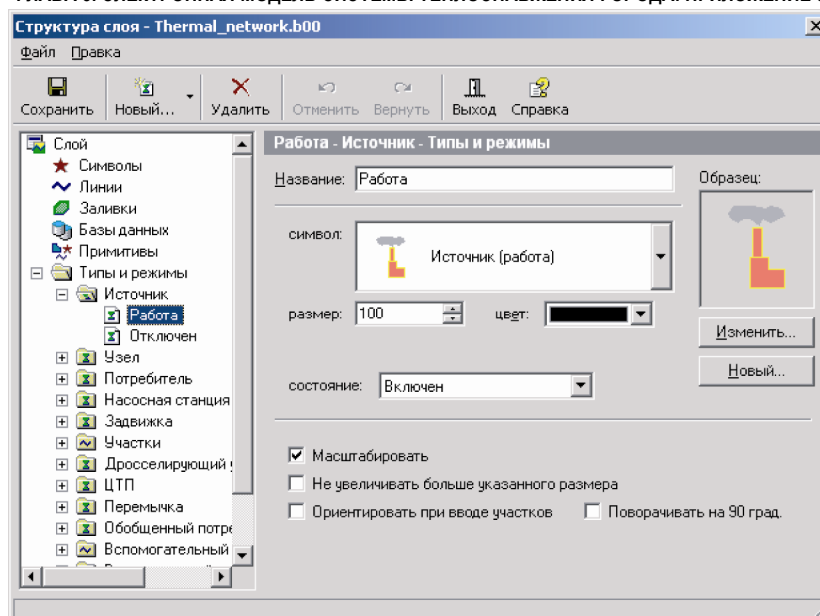 Структура слоя - Thermal_network.b00
Файл Правка
Сохранить Новый... Удалить Отменить Вернуть Выход Справка
Слой
Символы
Линии
Заливки
Базы данных
Примитивы
Типы и режимы
Источник
Работа
Отключен
Узел
Потребитель
Насосная станция
Задвижка
Участки
Дросселирующий
ЦТП
Перемычка
Обобщенный потре
Вспомогательный
Работа - Источник - Типы и режимы
Название: Работа
Образец:
символ: Источник (работа)
размер: 100 цвет:
Изменить...
Новый...
состояние: Включен
Масштабировать
Не увеличивать больше указанного размера
Ориентировать при вводе участков Поворачивать на 90 град.